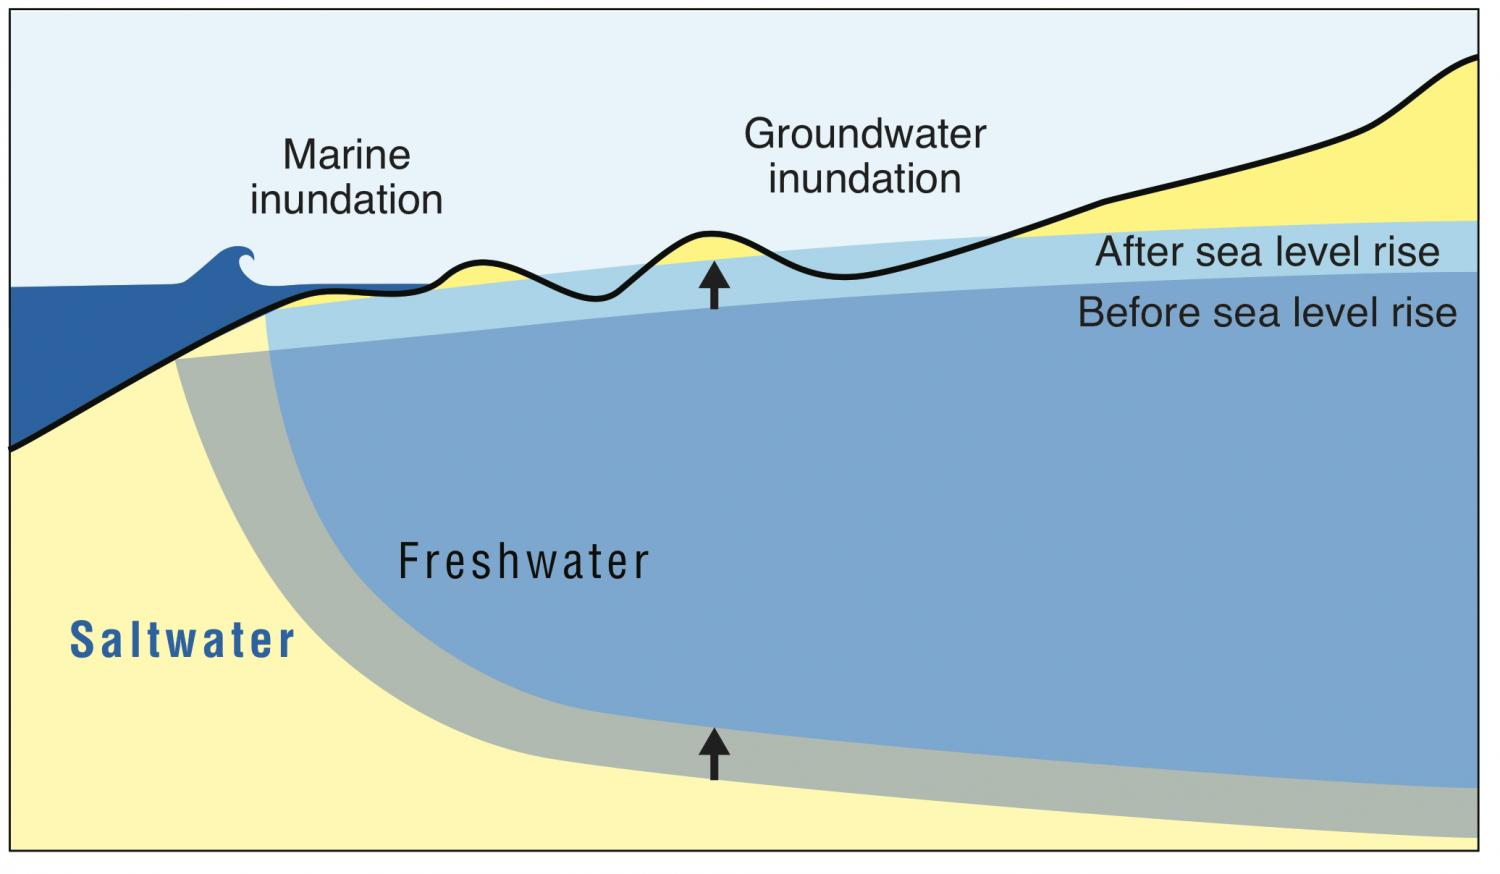 Marine
inundation
Groundwater
inundation
After sea level rise
Before sea level rise
Freshwater
Saltwater